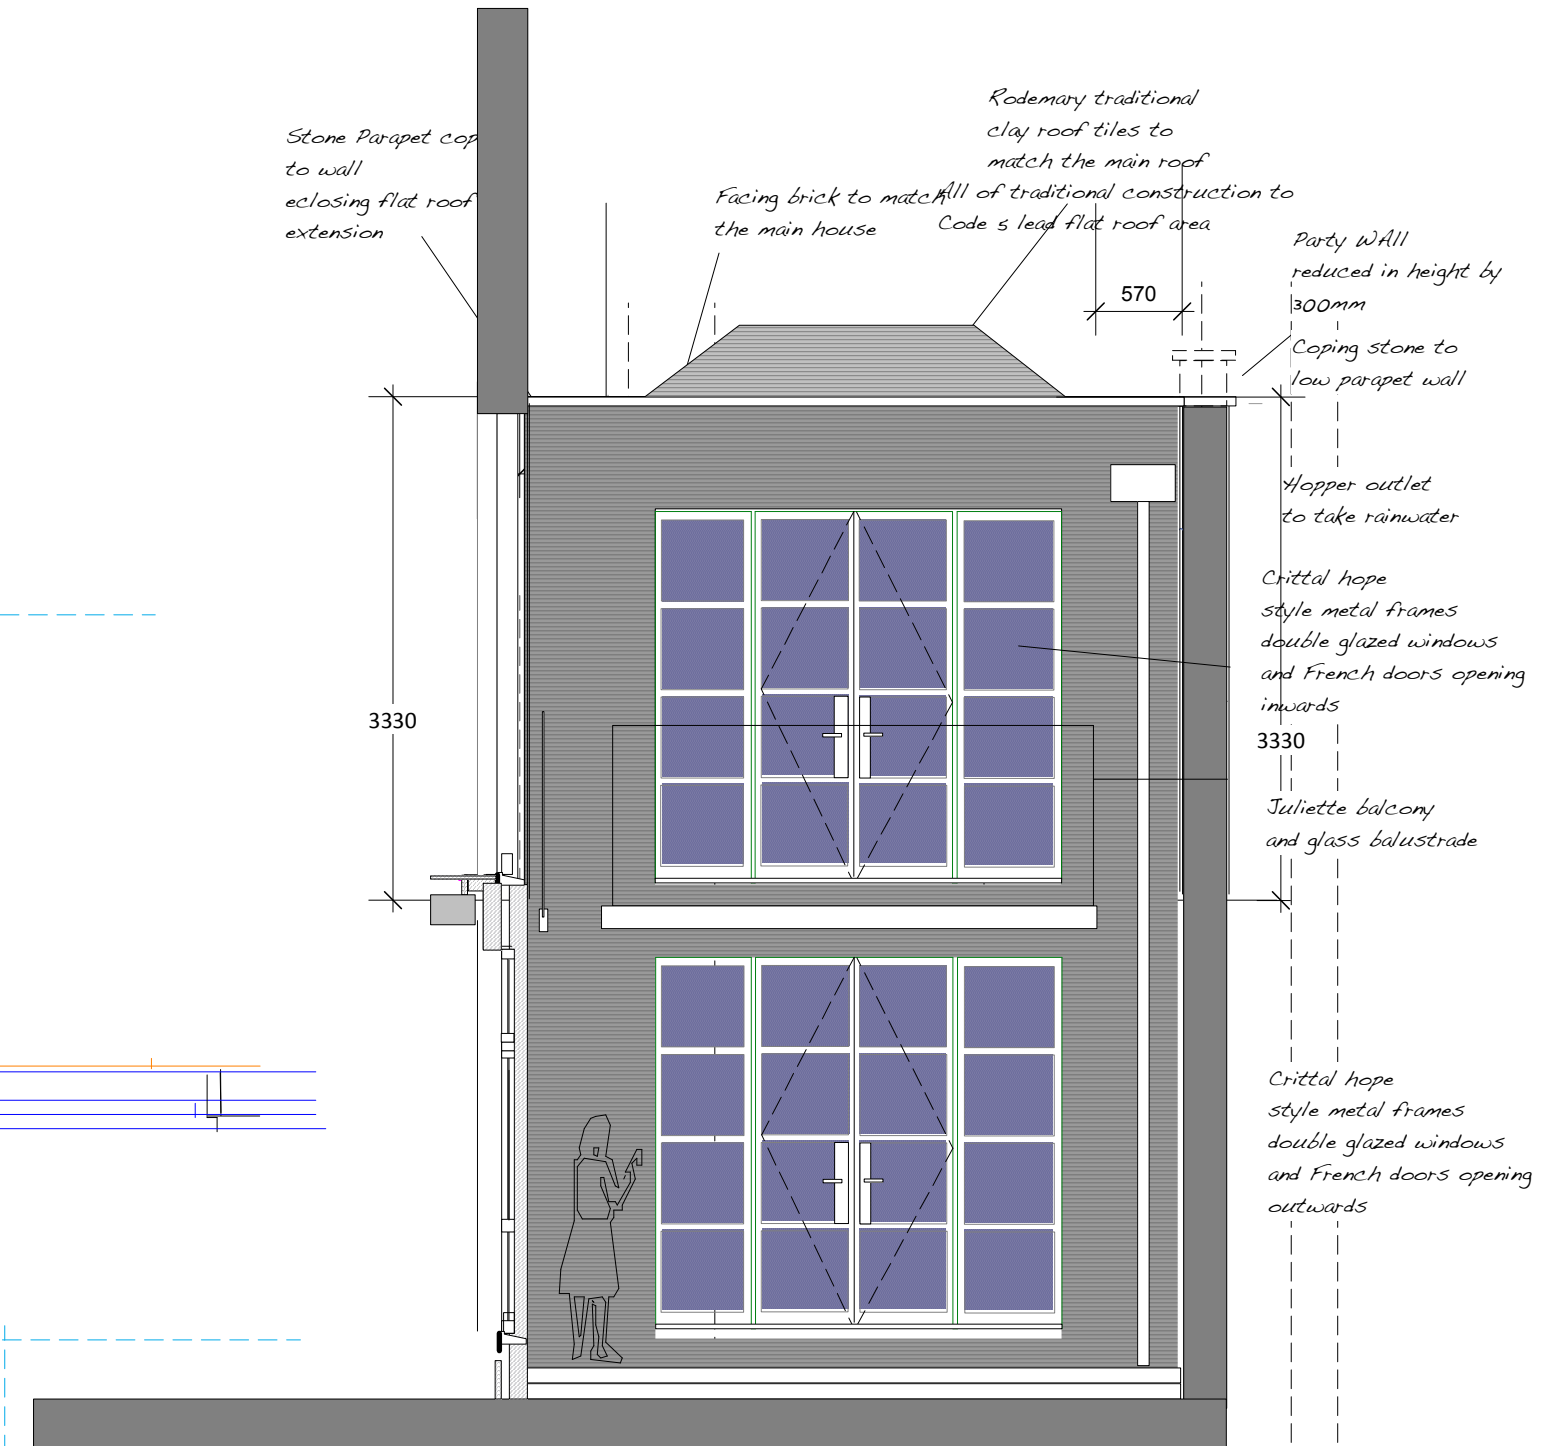 Rodemary traditional
clay roof tiles to
match the main roof
All of traditional construction to
Code 5 lead flat roof area
Stone Parapet cop
to wall
eclosing flat roof
extension
Facing brick to match
the main house
Party WAll
reduced in height by
300mm
570
Coping stone to
low parapet wall
Hopper outlet
to take rainwater
Crittal hope
style metal frames
double glazed windows
and French doors opening
inwards
3330
3330
Juliette balcony
and glass balustrade
Crittal hope
style metal frames
double glazed windows
and French doors opening
outwards